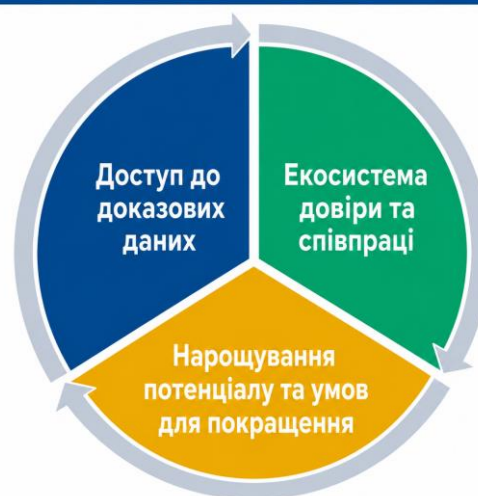 Доступ до
доказових
даних
Екосистема
довіри та
співпраці
Нарощування
потенціалу та умов
для покращення